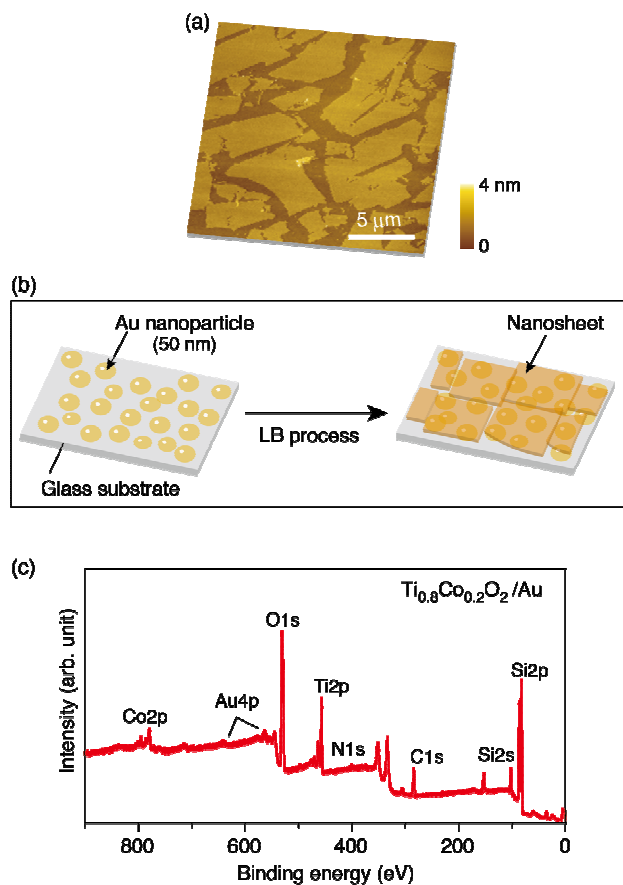 (a)
4 nm
5 μm
0
(b)
Au nanoparticle
(50 nm)
Nanosheet
LB process
Glass substrate
(c)
Ti0.8Co0.2O2/Au
O1s
Si2p
Ti2p
Au4p
Co2p
N1s
C1s
Si2s
Intensity (arb. unit)
800 600 400 200 0
Binding energy (eV)